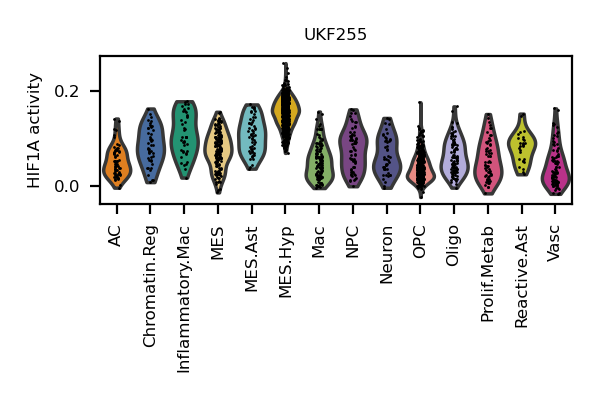 UKF255
HIF1A activity
0.2
0.0
AC
Chromatin.Reg
Inflammatory.Mac
MES
MES.Ast
MES.Hyp
Mac
NPC
Neuron
OPC
Oligo
Prolif.Metab
Reactive.Ast
Vasc